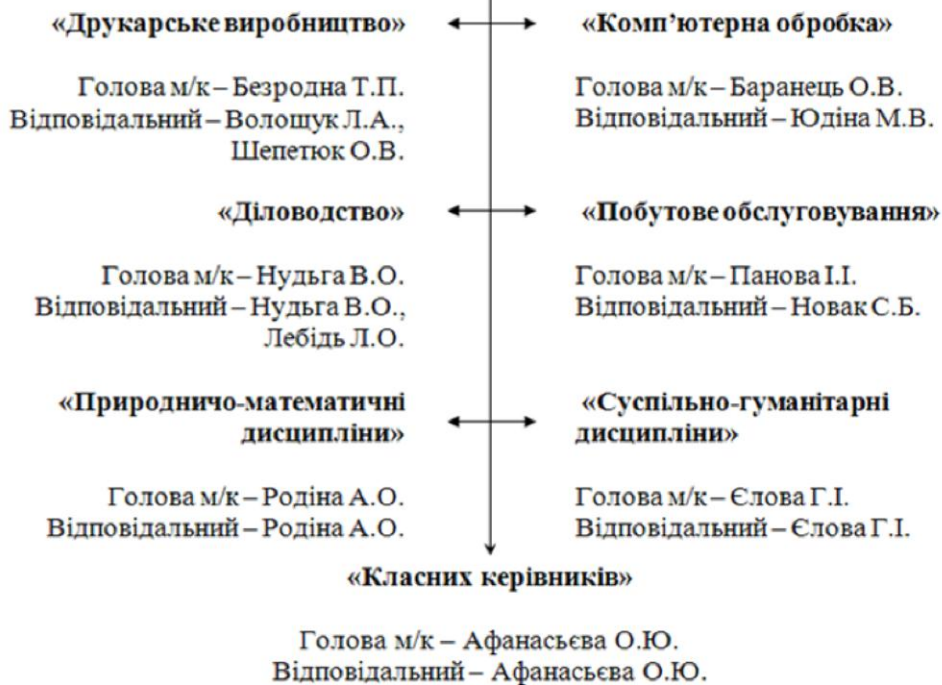 «Друкарське виробництво»
Голова м/к – Безродна Т.П.
Відповідальний – Волощук Л.А.,
Шепетюк О.В.
«Комп’ютерна обробка»
Голова м/к – Баранець О.В.
Відповідальний – Юдіна М.В.
«Діловодство»
Голова м/к – Нудьга В.О.
Відповідальний – Нудьга В.О.,
Лебідь Л.О.
«Побутове обслуговування»
Голова м/к – Панова І.І.
Відповідальний – Новак С.Б.
«Природничо-математичні
дисципліни»
Голова м/к – Родіна А.О.
Відповідальний – Родіна А.О.
«Суспільно-гуманітарні
дисципліни»
Голова м/к – Єлова Г.І.
Відповідальний – Єлова Г.І.
«Класних керівників»
Голова м/к – Афанасьєва О.Ю.
Відповідальний – Афанасьєва О.Ю.